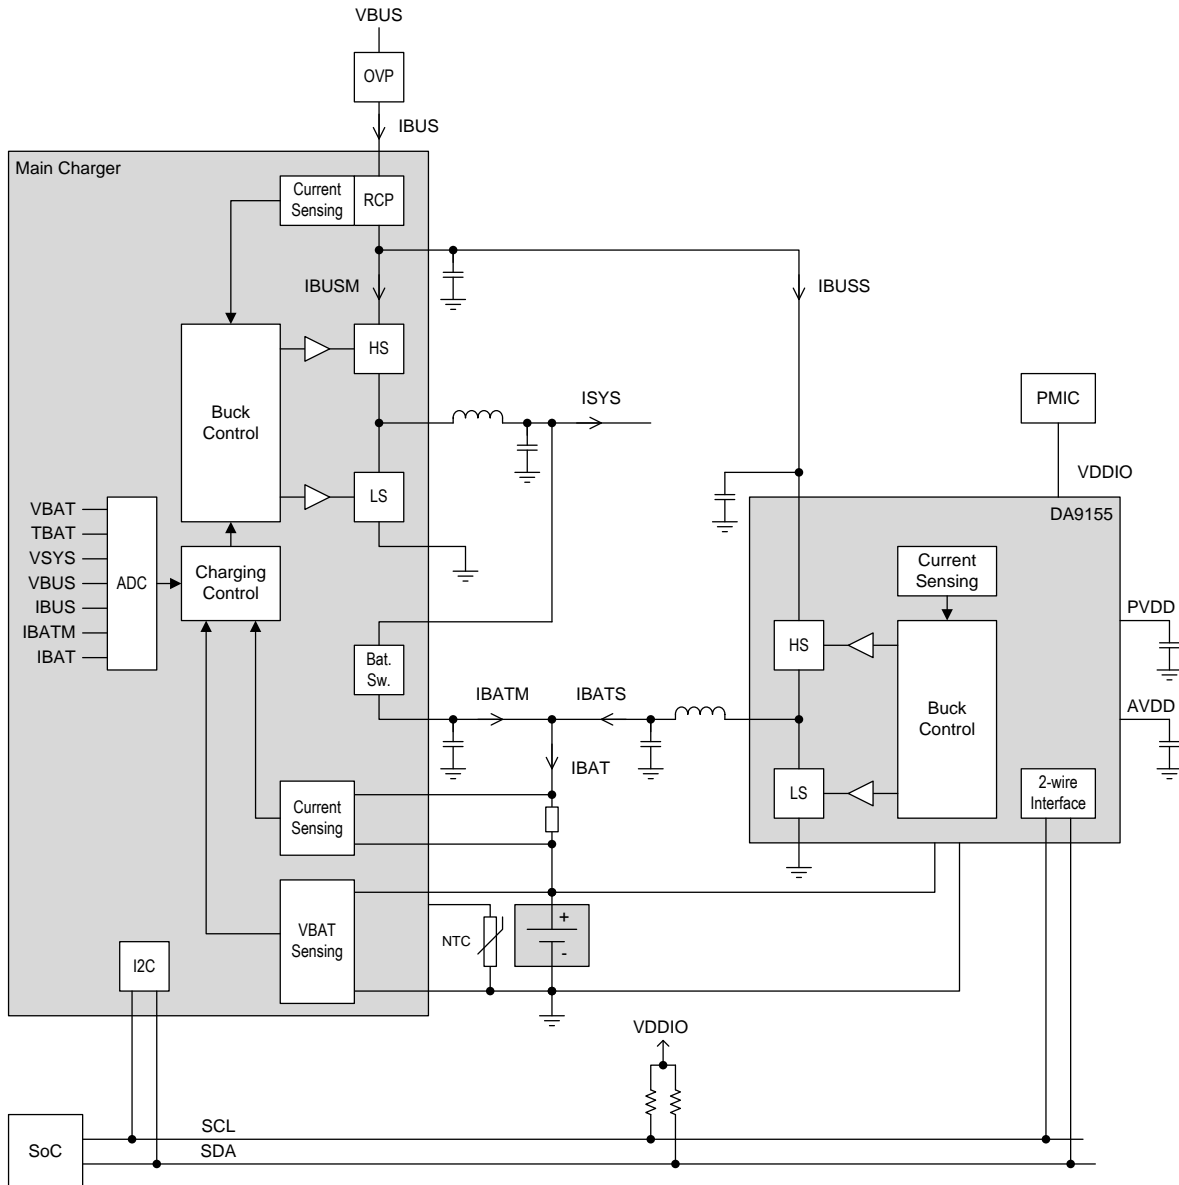 VBUS
OVP
IBUS
Main Charger
Current
Sensing
RCP
IBUSM
IBUSS
HS
Buck
Control
ISYS
PMIC
LS
VDDIO
VBAT
TBAT
VSYS
VBUS
IBUS
IBATM
IBAT
ADC
Charging
Control
DA9155
Current
Sensing
PVDD
HS
Bat.
Sw.
IBATM
IBATS
Buck
Control
AVDD
IBAT
LS
2-wire
Interface
Current
Sensing
VBAT
Sensing
NTC
+
-
I2C
VDDIO
SoC
SCL
SDA